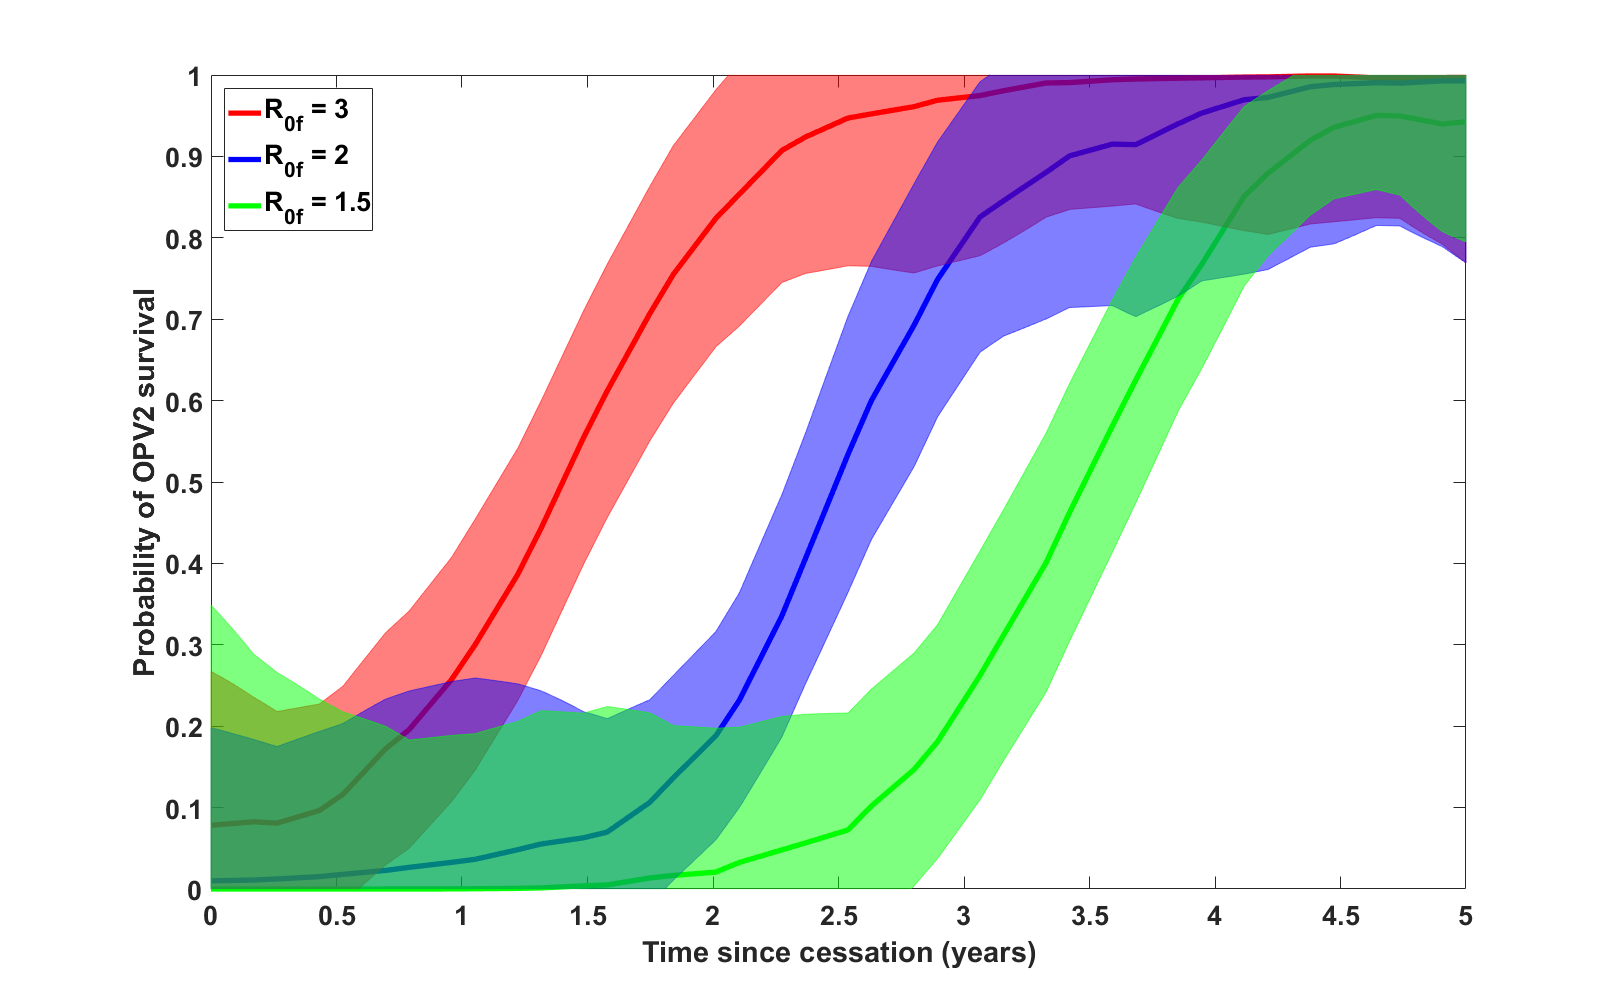 R0f = 3
R0f = 2
R0f = 1.5
1
0.9
0.8
0.7
0.6
0.5
0.4
0.3
0.2
0.1
0
Probability of OPV2 survival
0 0.5 1 1.5 2 2.5 3 3.5 4 4.5 5
Time since cessation (years)